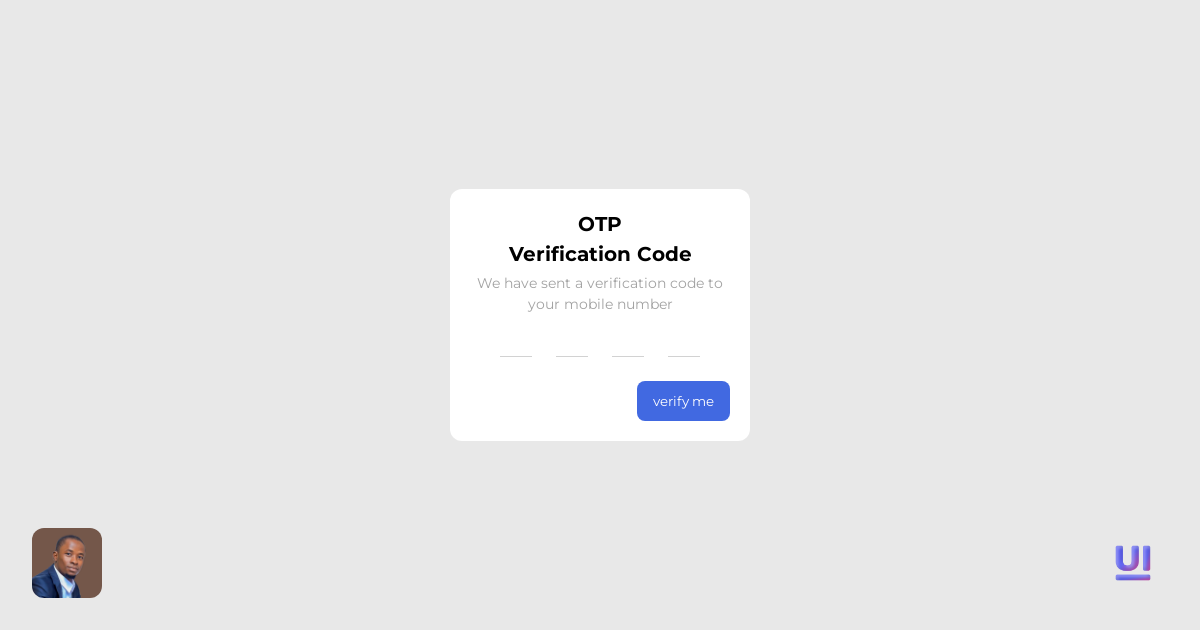 OTP
Verification Code
We have sent a verification code to
your mobile number
verify me
UI